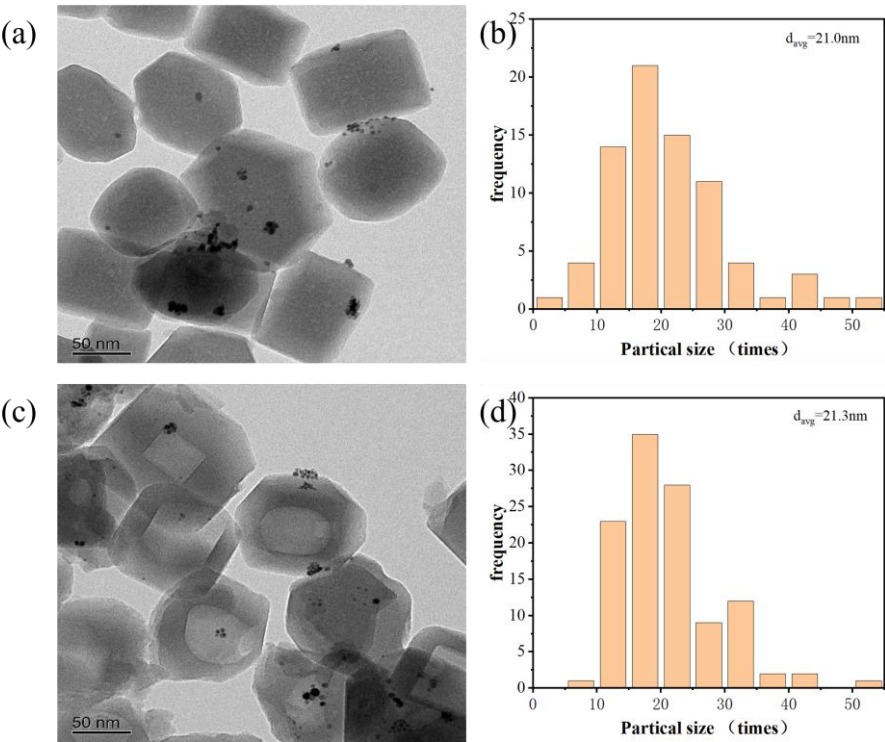 (a)
50 nm
(b)
davg=21.0nm
frequency
25
20
15
10
5
0
0 10 20 30 40 50
Partical size （times）
(c)
50 nm
(d)
davg=21.3nm
frequency
40
35
30
25
20
15
10
5
0
0 10 20 30 40 50
Partical size （times）